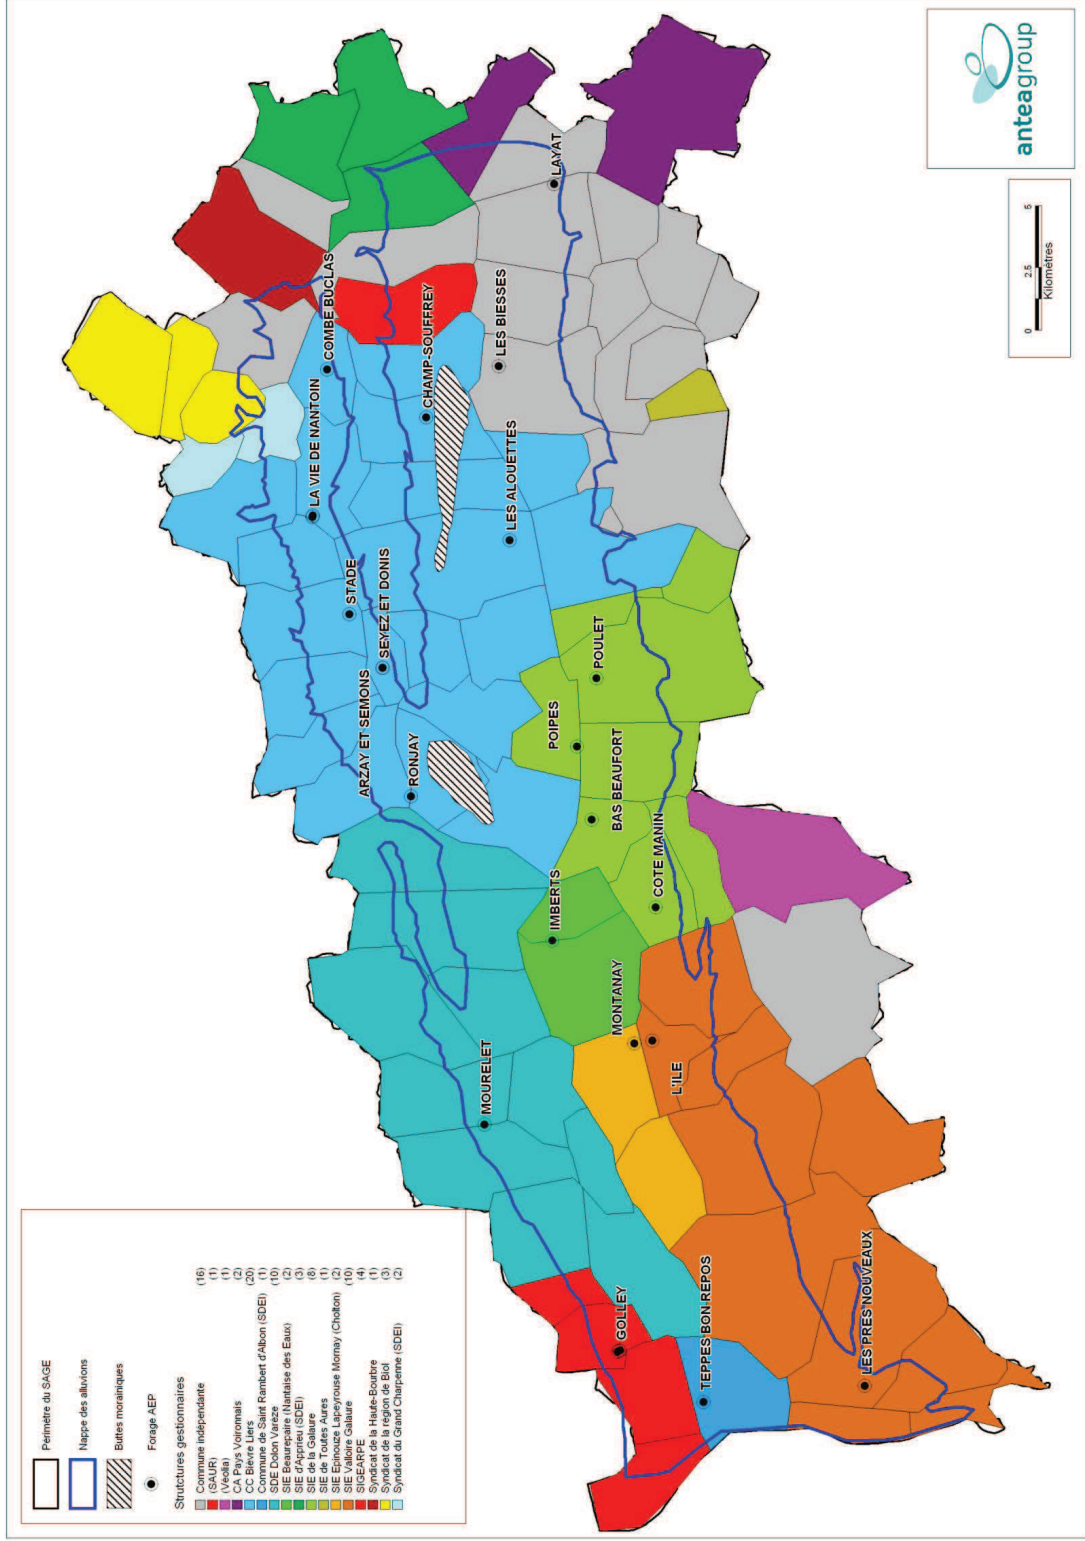 Périmetre du SAGE
Nappe des alluvions
Buttes morainiques
Forage AEP
Strutctures gestionnaires
Commune indépendante (16)
(SAUR) (1)
(Véolia) (1)
CA Pays Voironnais (2)
CC Bièvre Liers (20)
Commune de Saint Rambert d'Albon (SDEI) (1)
SDE Dolon Varèze (10)
SIE Beaurepaire (Nantaise des Eaux) (2)
SIE d'Apprieu (SDEI) (3)
SIE de la Galaure (8)
SIE de Toutes Aures (1)
SIE Epinouze Lapeyrouse Mornay (Cholton) (2)
SIE Valloire Galaure (10)
SIGEARPE (4)
Syndicat de la Haute-Bourbre (1)
Syndicat de la région de Biol (3)
Syndicat du Grand Charpenne (SDEI) (2)
COMBE BUCLAS
LA VIE DE NANTOIN
STADE
SEYEZ ET DONIS
ARZAY ET SEMONS
RONJAY
CHAMP-SOUFFREY
LES BIESSES
LES ALOUETTES
LAYAT
POULET
POIPES
BAS BEAUFORT
COTE MANIN
IMBERTS
MONTANAY
L'ILE
MOURELET
GOLLEY
TEPPES BON REPOS
LES PRES NOUVEAUX
0 2.5 5
Kilomètres
anteagroup